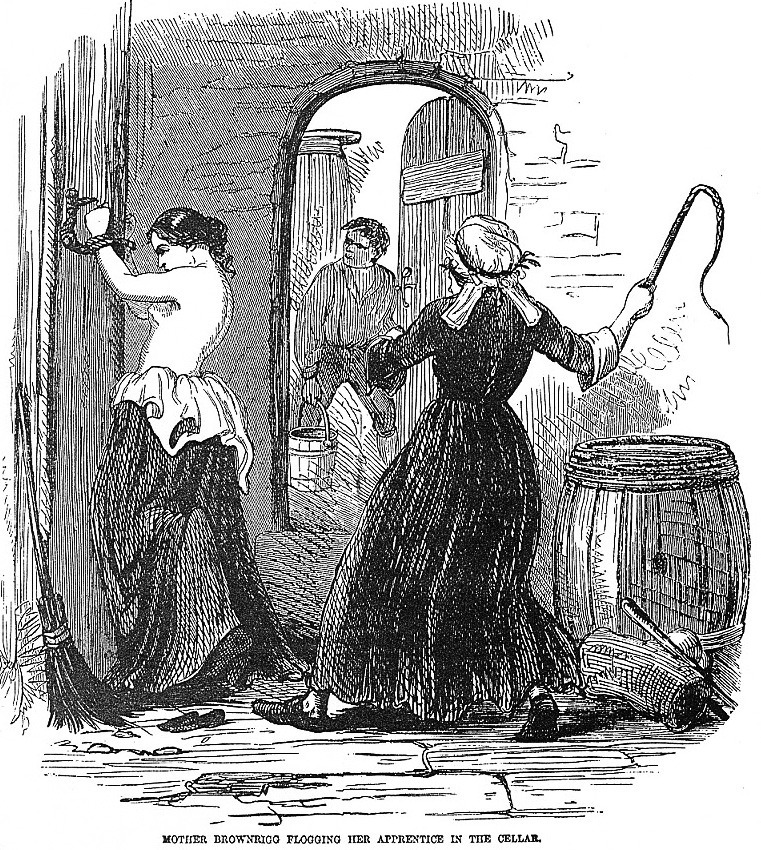 MOTHER BROWNRIGG FLOGGING HER APPRENTICE IN THE CELLAR.